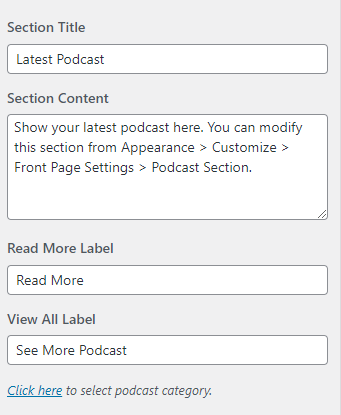 Section Title
Latest Podcast
Section Content
Show your latest podcast here. You can modify
this section from Appearance > Customize >
Front Page Settings > Podcast Section.
Read More Label
Read More
View All Label
See More Podcast
Click here to select podcast category.